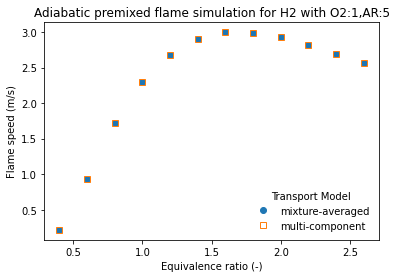 Adiabatic premixed flame simulation for H2 with O2:1,AR:5
3.0
2.5
2.0
1.5
1.0
0.5
Flame speed (m/s)
Transport Model
mixture-averaged
multi-component
0.5 1.0 1.5 2.0 2.5
Equivalence ratio (-)